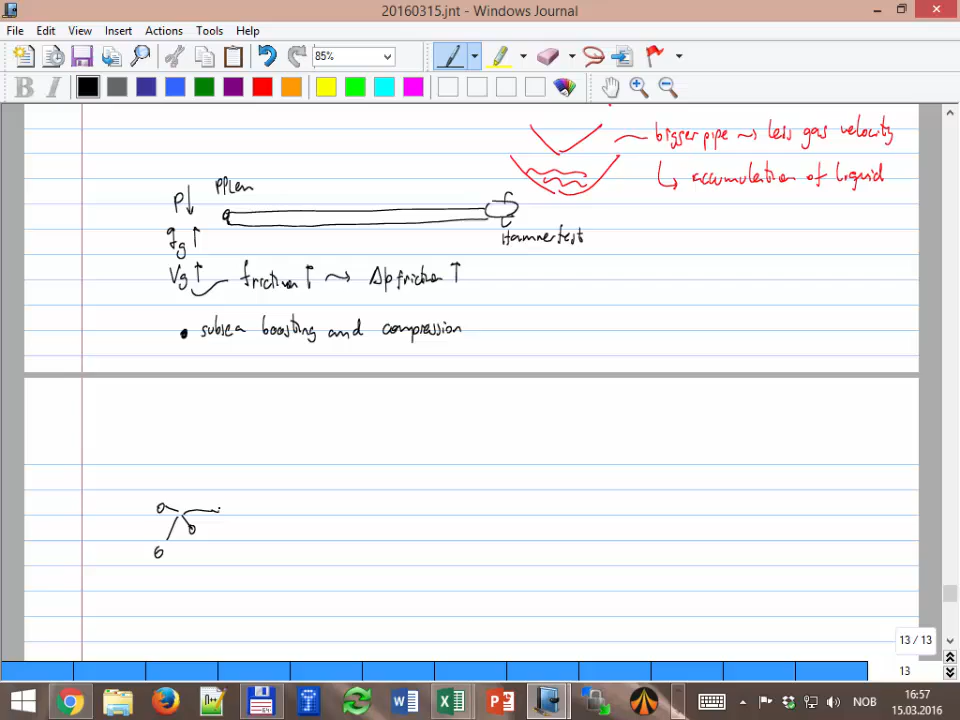 20160315.jnt - Windows Journal
File Edit View Insert Actions Tools Help
85%
B I
bigger pipe → less gas velocity
↳ accumulation of liquid
PPlem
P↓
Hammerfest
qg ↑
Vg ↑ friction ↑ → Δp friction ↑
• subsea boosting and compression
13 / 13
13
NOB
16:57
15.03.2016